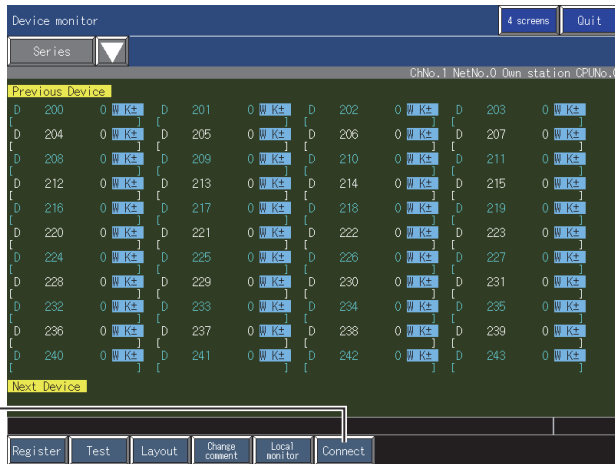 Device monitor 4 screens Quit
Series
ChNo.1 NetNo.0 Own station CPUNo.0
Previous Device
D 200 0 W K± D 201 0 W K± D 202 0 W K± D 203 0 W K±
[ ] [ ] [ ] [ ]
D 204 0 W K± D 205 0 W K± D 206 0 W K± D 207 0 W K±
[ ] [ ] [ ] [ ]
D 208 0 W K± D 209 0 W K± D 210 0 W K± D 211 0 W K±
[ ] [ ] [ ] [ ]
D 212 0 W K± D 213 0 W K± D 214 0 W K± D 215 0 W K±
[ ] [ ] [ ] [ ]
D 216 0 W K± D 217 0 W K± D 218 0 W K± D 219 0 W K±
[ ] [ ] [ ] [ ]
D 220 0 W K± D 221 0 W K± D 222 0 W K± D 223 0 W K±
[ ] [ ] [ ] [ ]
D 224 0 W K± D 225 0 W K± D 226 0 W K± D 227 0 W K±
[ ] [ ] [ ] [ ]
D 228 0 W K± D 229 0 W K± D 230 0 W K± D 231 0 W K±
[ ] [ ] [ ] [ ]
D 232 0 W K± D 233 0 W K± D 234 0 W K± D 235 0 W K±
[ ] [ ] [ ] [ ]
D 236 0 W K± D 237 0 W K± D 238 0 W K± D 239 0 W K±
[ ] [ ] [ ] [ ]
D 240 0 W K± D 241 0 W K± D 242 0 W K± D 243 0 W K±
[ ] [ ] [ ] [ ]
Next Device
Register Test Layout Change comment Local monitor Connect